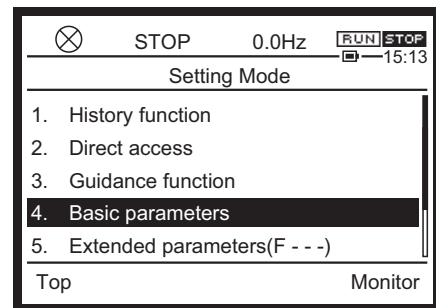 STOP 0.0Hz RUN STOP
15:13
Setting Mode
1. History function
2. Direct access
3. Guidance function
4. Basic parameters
5. Extended parameters(F - - -)
Top Monitor